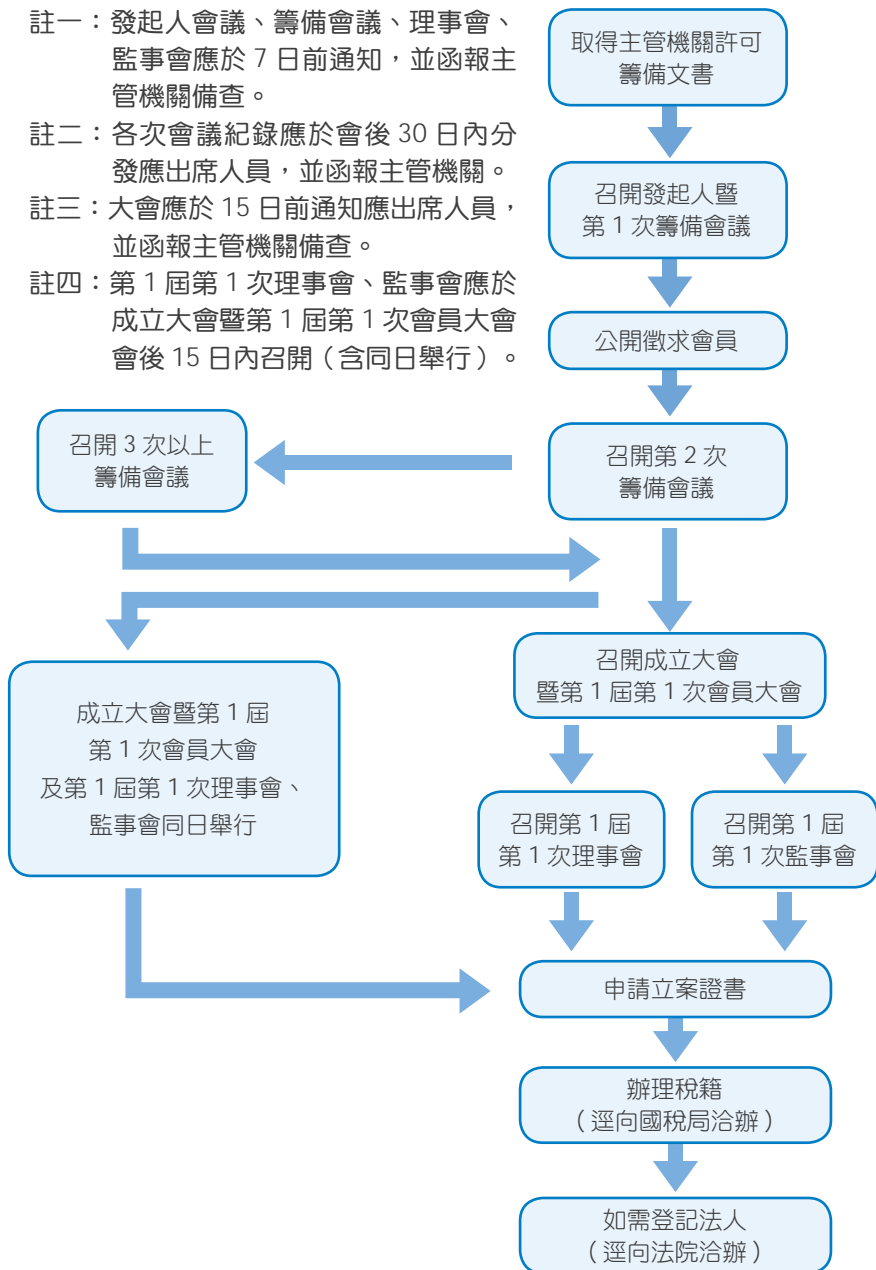 註一：發起人會議、籌備會議、理事會、
監事會應於 7 日前通知，並函報主
管機關備查。
註二：各次會議紀錄應於會後 30 日內分
發應出席人員，並函報主管機關。
註三：大會應於 15 日前通知應出席人員，
並函報主管機關備查。
註四：第 1 屆第 1 次理事會、監事會應於
成立大會暨第 1 屆第 1 次會員大會
會後 15 日內召開（含同日舉行）。
取得主管機關許可
籌備文書
召開發起人暨
第 1 次籌備會議
公開徵求會員
召開第 2 次
籌備會議
召開 3 次以上
籌備會議
召開成立大會
暨第 1 屆第 1 次會員大會
成立大會暨第 1 屆
第 1 次會員大會
及第 1 屆第 1 次理事會、
監事會同日舉行
召開第 1 屆
第 1 次理事會
召開第 1 屆
第 1 次監事會
申請立案證書
辦理稅籍
（逕向國稅局洽辦）
如需登記法人
（逕向法院洽辦）